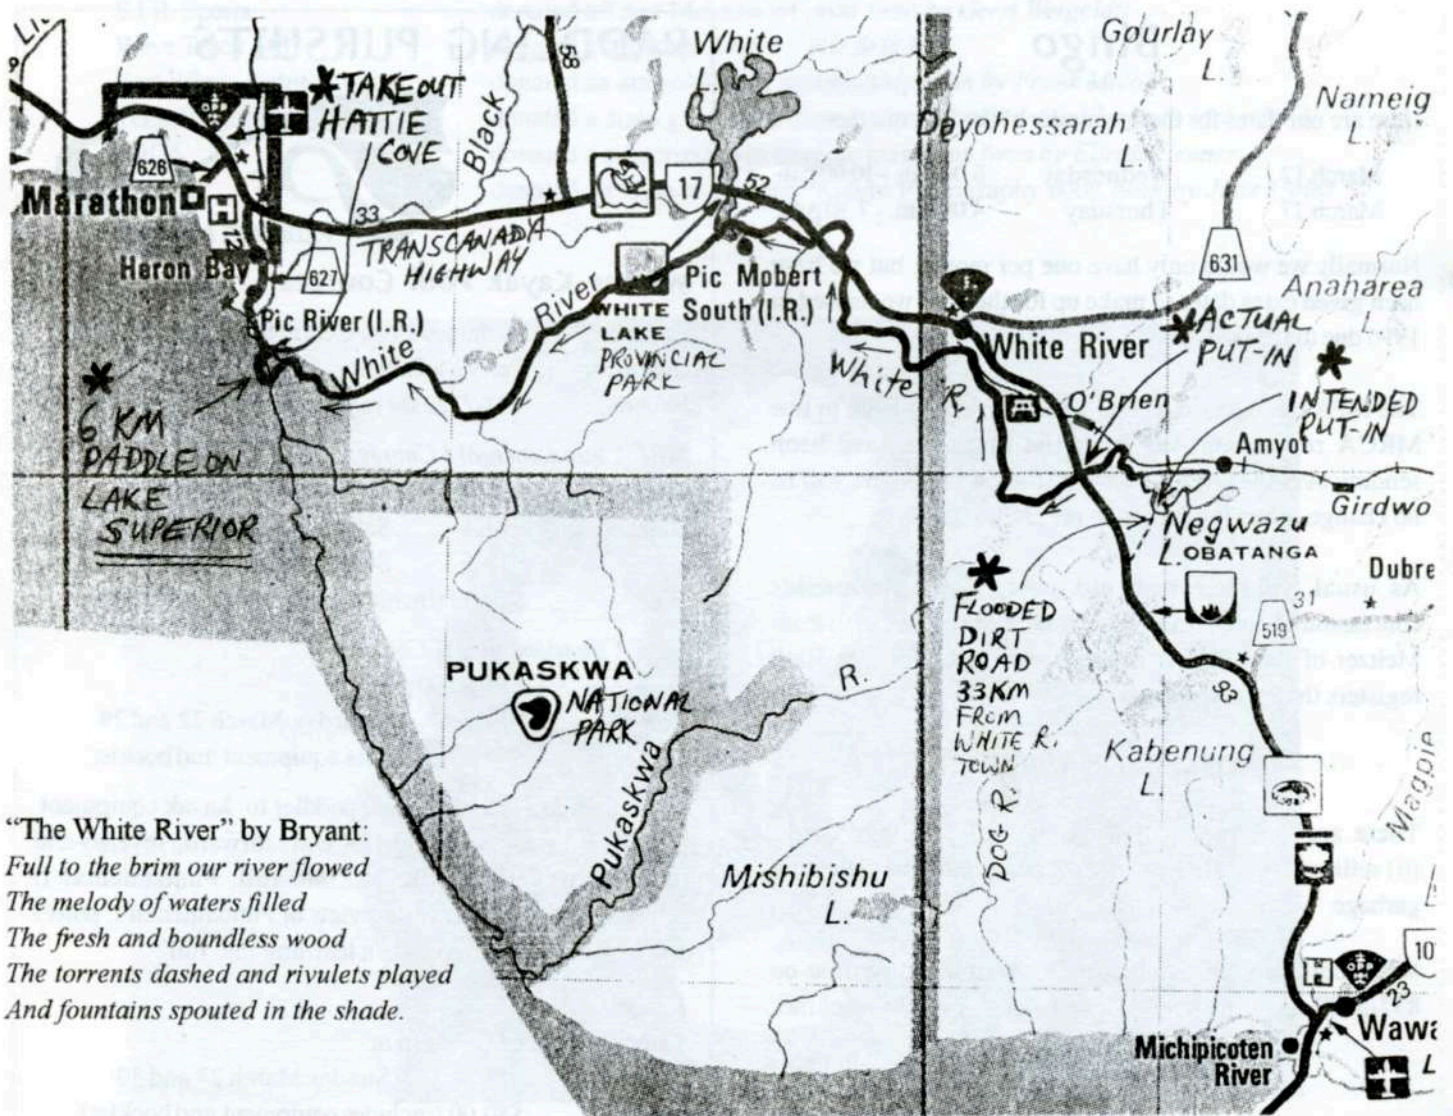 White
L.
Gourlay
L.
Nameig
L.
✱ TAKEOUT
HATTIE
COVE
Black
58
Dayohessarah
L.
626
Marathon
H
12
33
TRANSCANADA
HIGHWAY
17
52
631
Anaharea
L.
Heron Bay
627
Pic River (I.R.)
River
White
WHITE
LAKE
PROVINCIAL
PARK
Pic Mobert
South (I.R.)
White
R.
White River
✱ ACTUAL
PUT-IN
✱
INTENDED
PUT-IN
O'Brien
Amyot
Girdwo
✱
6 KM
PADDLE ON
LAKE
SUPERIOR
Negwazu
L.
OBATANGA
Dubre
31
519
✱
FLOODED
DIRT
ROAD
33KM
FROM
WHITE R.
TOWN
PUKASKWA
NATIONAL
PARK
R.
Pukaskwa
Kabenung
L.
Magpie
DOG R.
Mishibishu
L.
"The White River" by Bryant:
Full to the brim our river flowed
The melody of waters filled
The fresh and boundless wood
The torrents dashed and rivulets played
And fountains spouted in the shade.
H
OPP
10
23
Wawa
L
Michipicoten
River